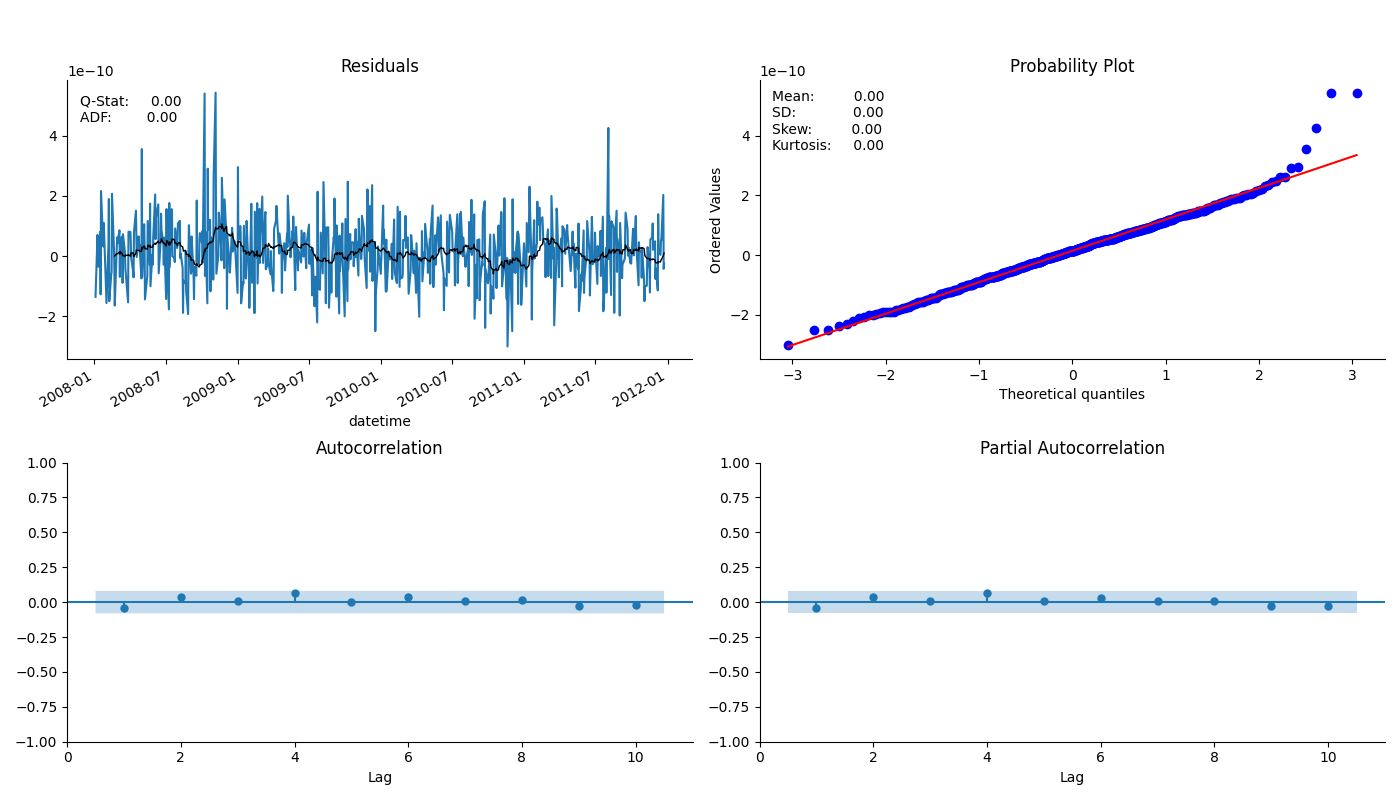 Residuals
1e−10
Q-Stat: 0.00
ADF: 0.00
4
2
0
−2
2008-01 2008-07 2009-01 2009-07 2010-01 2010-07 2011-01 2011-07 2012-01
datetime
Probability Plot
1e−10
Mean: 0.00
SD: 0.00
Skew: 0.00
Kurtosis: 0.00
Ordered Values
4
2
0
−2
−3 −2 −1 0 1 2 3
Theoretical quantiles
Autocorrelation
1.00
0.75
0.50
0.25
0.00
−0.25
−0.50
−0.75
−1.00
0 2 4 6 8 10
Lag
Partial Autocorrelation
1.00
0.75
0.50
0.25
0.00
−0.25
−0.50
−0.75
−1.00
0 2 4 6 8 10
Lag